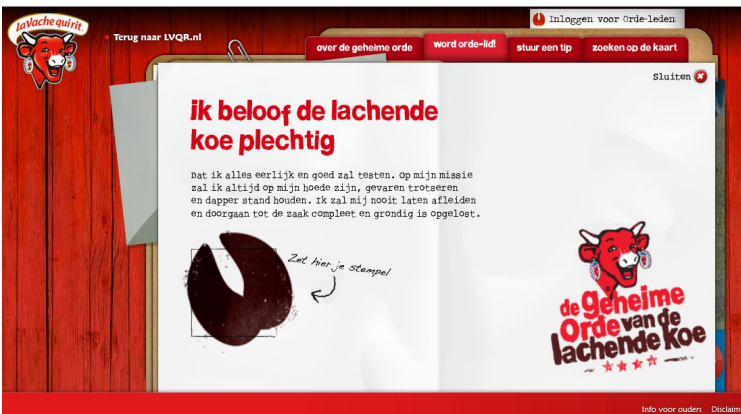 La vache qui rit
Terug naar LVQR.nl
Inloggen voor Orde-leden
over de geheime orde
word orde-lid!
stuur een tip
zoeken op de kaart
Sluiten
ik beloof de lachende
koe plechtig
Dat ik alles eerlijk en goed zal testen. Op mijn missie
zal ik altijd op mijn hoede zijn, gevaren trotseren
en dapper stand houden. Ik zal mij nooit laten afleiden
en doorgaan tot de zaak compleet en grondig is opgelost.
Zet hier je stempel
de Geheime
Orde van de
lachende koe
Info voor ouders Disclaim